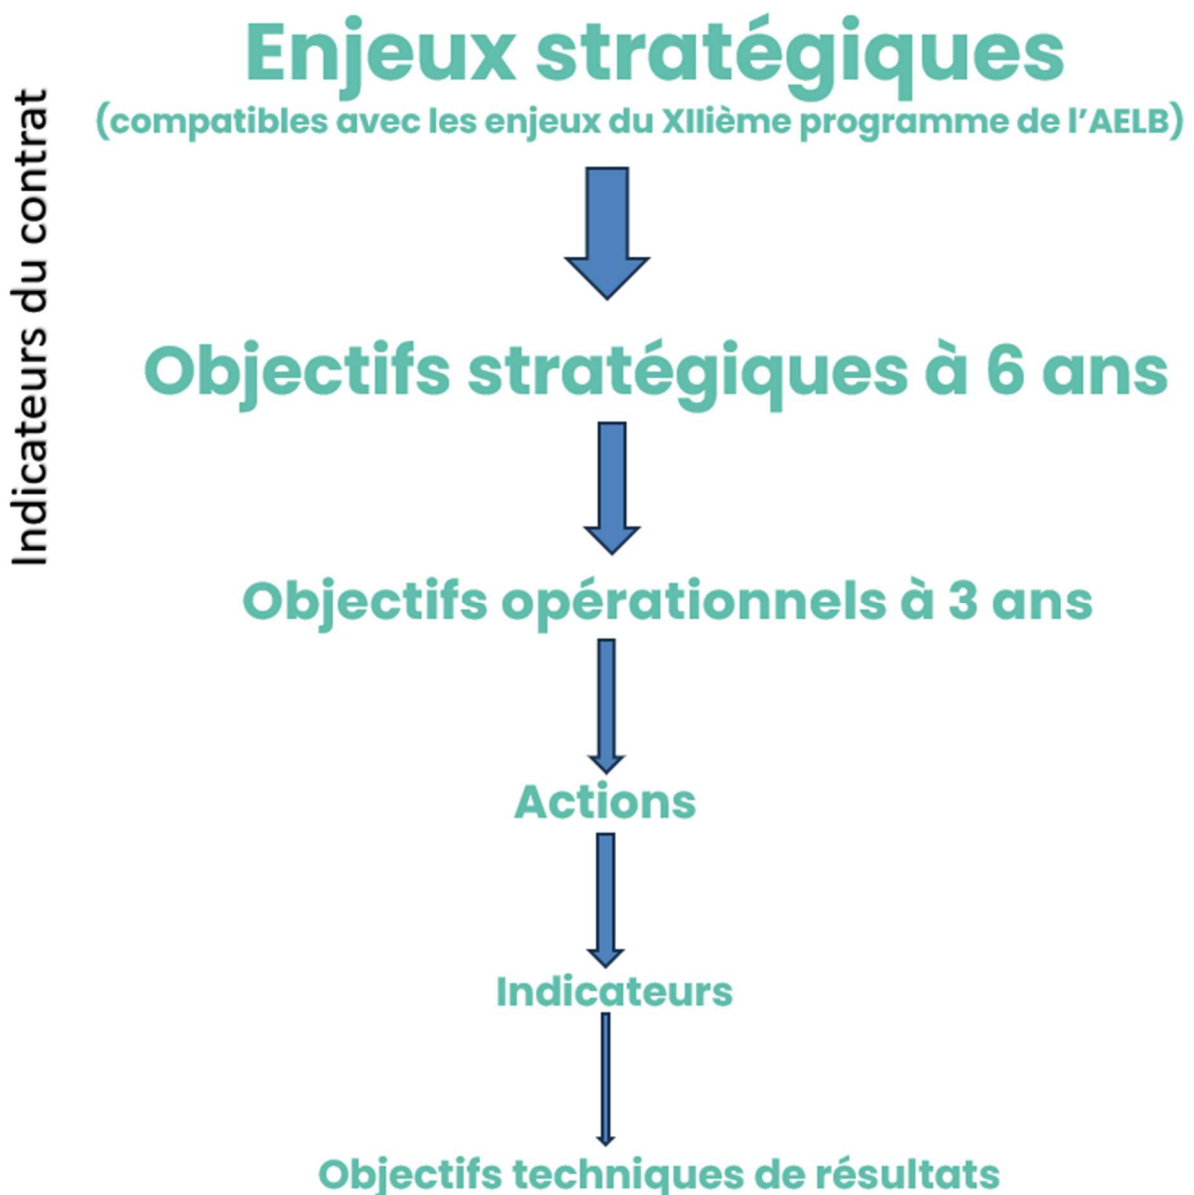 Enjeux stratégiques
(compatibles avec les enjeux du XIIième programme de l'AELB)
Indicateurs du contrat
Objectifs stratégiques à 6 ans
Objectifs opérationnels à 3 ans
Actions
Indicateurs
Objectifs techniques de résultats